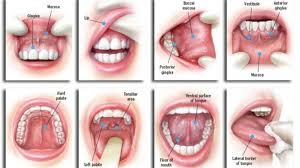 Mucosa
Gingiva
Lip
Buccal
mucosa
Posterior
gingiva
Vestibule
Anterior
gingiva
Mucosa
Hard
palate
Tonsillar
area
Soft palate
Ventral surface
of tongue
Floor of
mouth
Lateral
border of
tongue